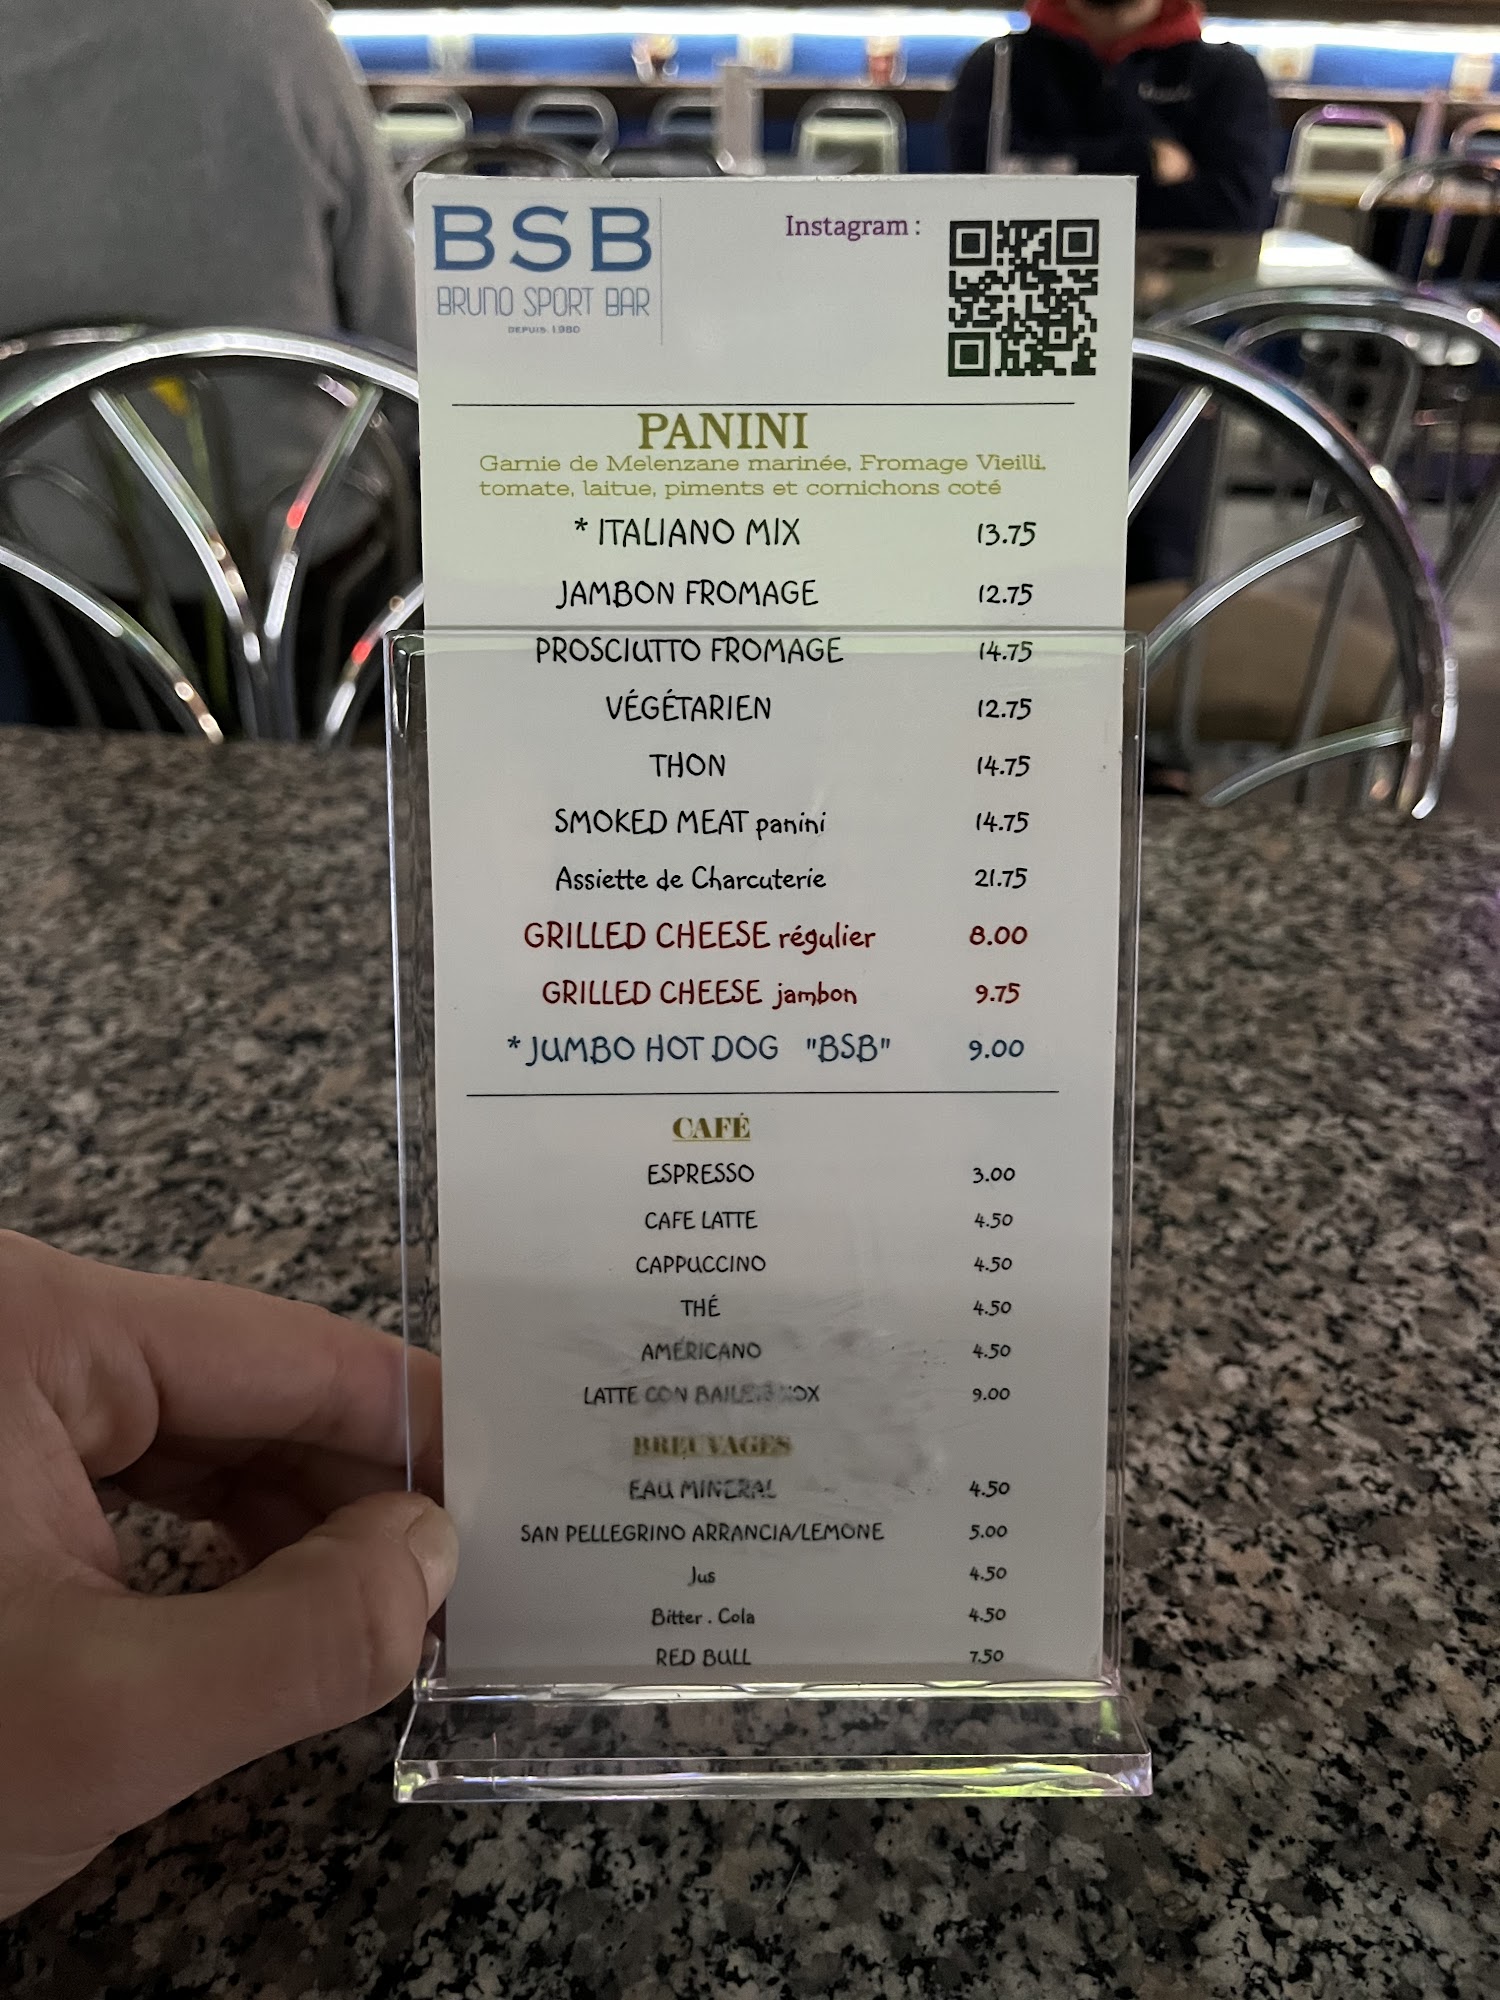 BSB
BRUNO SPORT BAR
DEPUIS 1980
Instagram :
PANINI
Garnie de Melenzane marinée, Fromage Vieilli,
tomate, laitue, piments et cornichons coté
* ITALIANO MIX 13.75
JAMBON FROMAGE 12.75
PROSCIUTTO FROMAGE 14.75
VÉGÉTARIEN 12.75
THON 14.75
SMOKED MEAT panini 14.75
Assiette de Charcuterie 21.75
GRILLED CHEESE régulier 8.00
GRILLED CHEESE jambon 9.75
* JUMBO HOT DOG "BSB" 9.00
CAFÉ
ESPRESSO 3.00
CAFE LATTE 4.50
CAPPUCCINO 4.50
THÉ 4.50
AMÉRICANO 4.50
LATTE CON 9.00
BREUVAGES
EAU MINERAL 4.50
SAN PELLEGRINO ARRANCIA/LEMONE 5.00
Jus 4.50
Bitter . Cola 4.50
RED BULL 7.50